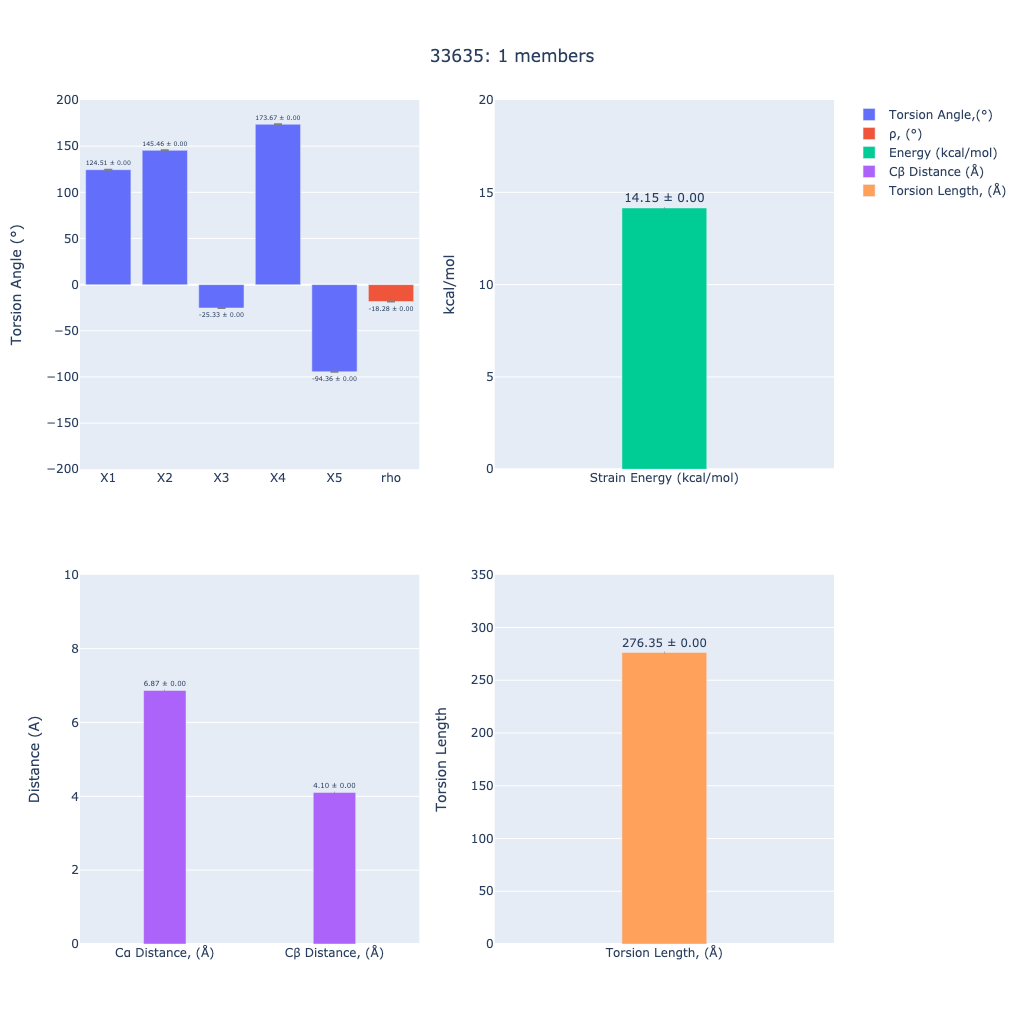 33635: 1 members
Torsion Angle (°)
200
150
100
50
0
−50
−100
−150
−200
124.51 ± 0.00
145.46 ± 0.00
-25.33 ± 0.00
173.67 ± 0.00
-94.36 ± 0.00
-18.28 ± 0.00
X1 X2 X3 X4 X5 rho
kcal/mol
20
15
10
5
0
14.15 ± 0.00
Strain Energy (kcal/mol)
Torsion Angle,(°)
ρ, (°)
Energy (kcal/mol)
Cβ Distance (Å)
Torsion Length, (Å)
Distance (A)
10
8
6
4
2
0
6.87 ± 0.00
4.10 ± 0.00
Cα Distance, (Å) Cβ Distance, (Å)
Torsion Length
350
300
250
200
150
100
50
0
276.35 ± 0.00
Torsion Length, (Å)